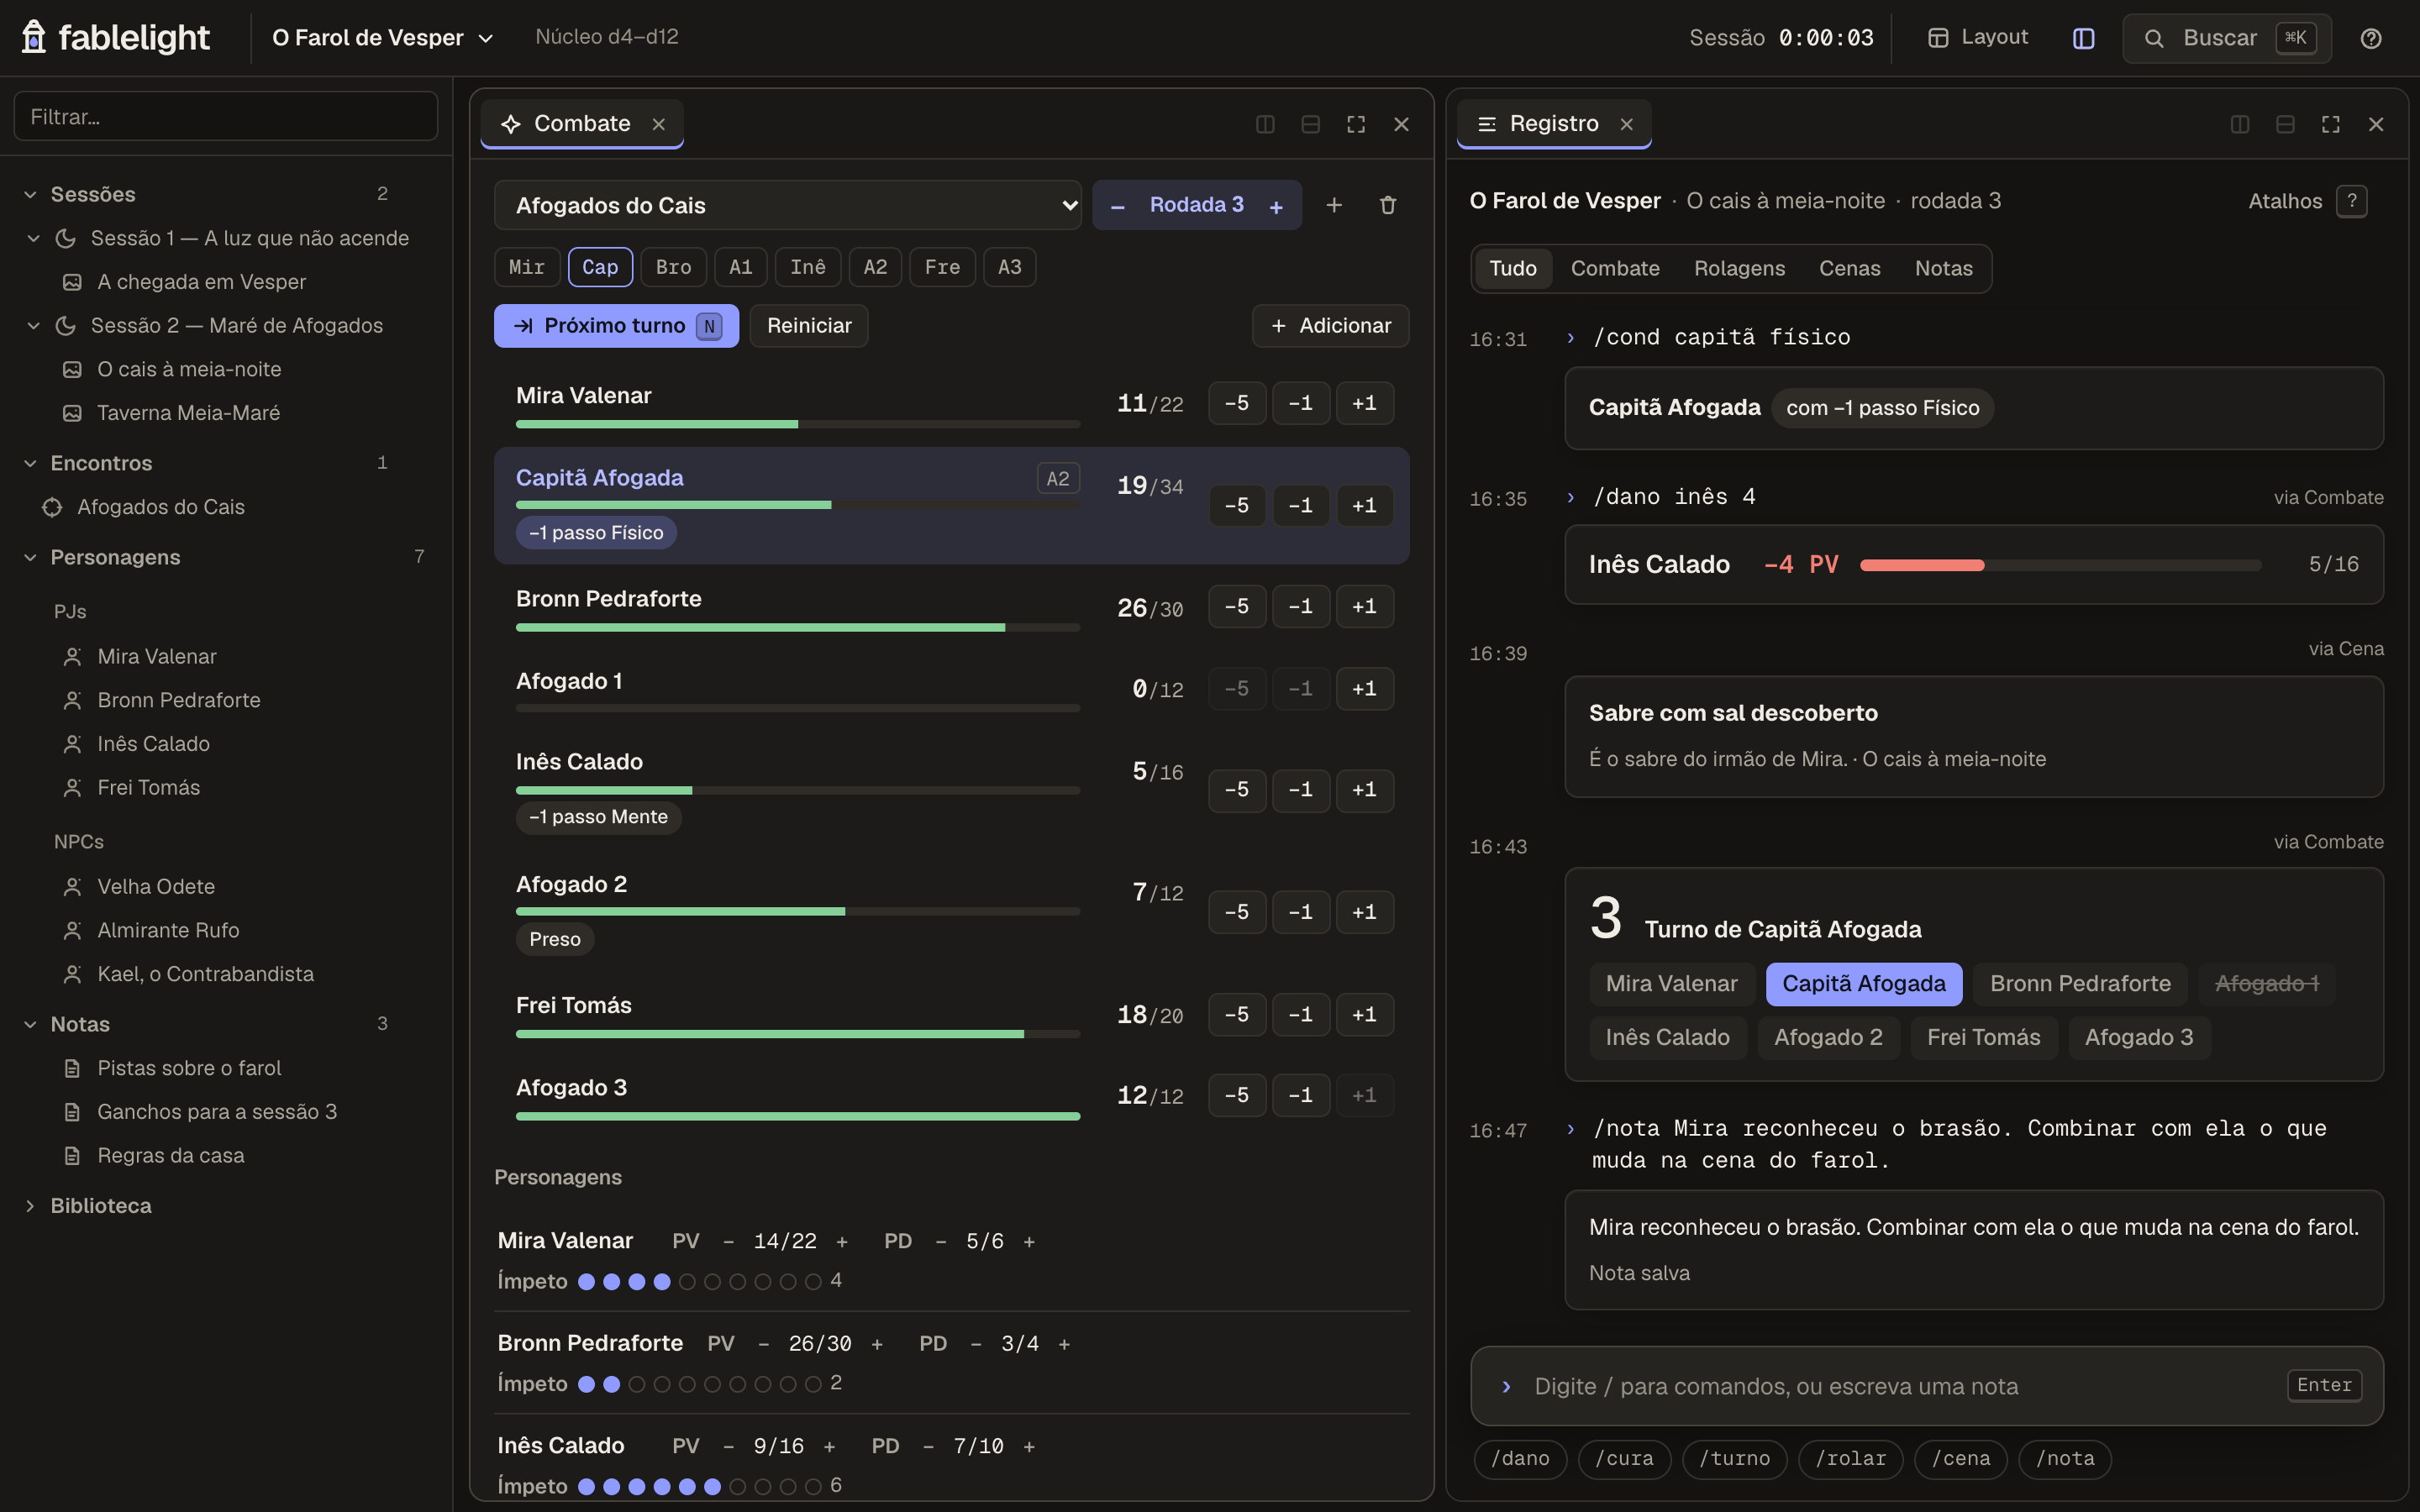 fablelight
O Farol de Vesper
Núcleo d4–d12
Sessão 0:00:03
Layout
Buscar ⌘K
Filtrar…
Sessões 2
Sessão 1 — A luz que não acende
A chegada em Vesper
Sessão 2 — Maré de Afogados
O cais à meia-noite
Taverna Meia-Maré
Encontros 1
Afogados do Cais
Personagens 7
PJs
Mira Valenar
Bronn Pedraforte
Inês Calado
Frei Tomás
NPCs
Velha Odete
Almirante Rufo
Kael, o Contrabandista
Notas 3
Pistas sobre o farol
Ganchos para a sessão 3
Regras da casa
Biblioteca
Combate
Afogados do Cais
– Rodada 3 +
Mir Cap Bro A1 Inê A2 Fre A3
Próximo turno N
Reiniciar
+ Adicionar
Mira Valenar 11/22 −5 −1 +1
Capitã Afogada A2 19/34 −5 −1 +1
−1 passo Físico
Bronn Pedraforte 26/30 −5 −1 +1
Afogado 1 0/12 −5 −1 +1
Inês Calado 5/16 −5 −1 +1
−1 passo Mente
Afogado 2 7/12 −5 −1 +1
Preso
Frei Tomás 18/20 −5 −1 +1
Afogado 3 12/12 −5 −1 +1
Personagens
Mira Valenar PV – 14/22 + PD – 5/6 +
Ímpeto 4
Bronn Pedraforte PV – 26/30 + PD – 3/4 +
Ímpeto 2
Inês Calado PV – 9/16 + PD – 7/10 +
Ímpeto 6
Registro
O Farol de Vesper · O cais à meia-noite · rodada 3
Atalhos ?
Tudo Combate Rolagens Cenas Notas
16:31 › /cond capitã físico
Capitã Afogada com −1 passo Físico
16:35 › /dano inês 4 via Combate
Inês Calado −4 PV 5/16
16:39 via Cena
Sabre com sal descoberto
É o sabre do irmão de Mira. · O cais à meia-noite
16:43 via Combate
3 Turno de Capitã Afogada
Mira Valenar Capitã Afogada Bronn Pedraforte Afogado 1
Inês Calado Afogado 2 Frei Tomás Afogado 3
16:47 › /nota Mira reconheceu o brasão. Combinar com ela o que
muda na cena do farol.
Mira reconheceu o brasão. Combinar com ela o que muda na cena do farol.
Nota salva
› Digite / para comandos, ou escreva uma nota Enter
/dano /cura /turno /rolar /cena /nota